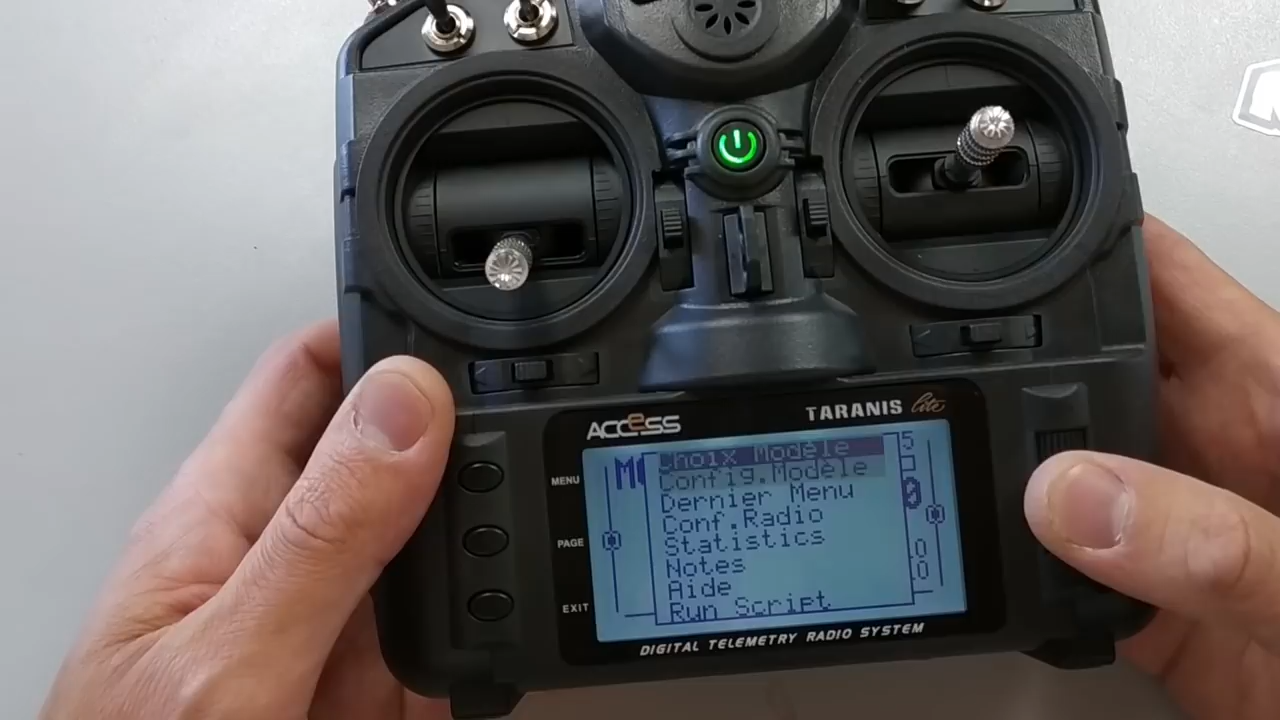 ACCESS
TARANIS lite
MENU
PAGE
EXIT
Choix Modèle
Config.Modèle
Dernier Menu
Conf.Radio
Statistics
Notes
Aide
Run Script
DIGITAL TELEMETRY RADIO SYSTEM